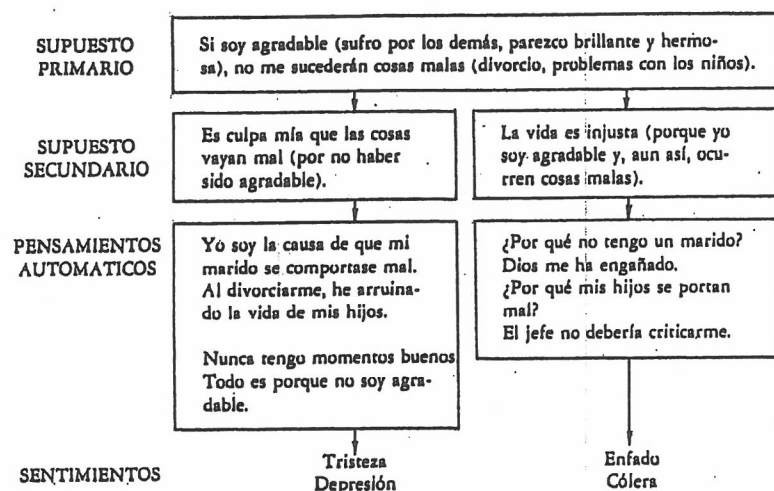 SUPUESTO
PRIMARIO
Si soy agradable (sufro por los demás, parezco brillante y hermo-
sa), no me sucederán cosas malas (divorcio, problemas con los niños).
SUPUESTO
SECUNDARIO
Es culpa mía que las cosas
vayan mal (por no haber
sido agradable).
La vida es injusta (porque yo
soy agradable y, aun así, ocu-
rren cosas malas).
PENSAMIENTOS
AUTOMATICOS
Yo soy la causa de que mi
marido se comportase mal.
Al divorciarme, he arruina-
do la vida de mis hijos.
Nunca tengo momentos buenos
Todo es porque no soy agra-
dable.
¿Por qué no tengo un marido?
Dios me ha engañado.
¿Por qué mis hijos se portan
mal?
El jefe no debería criticarme.
SENTIMIENTOS
Tristeza
Depresión
Enfado
Cólera